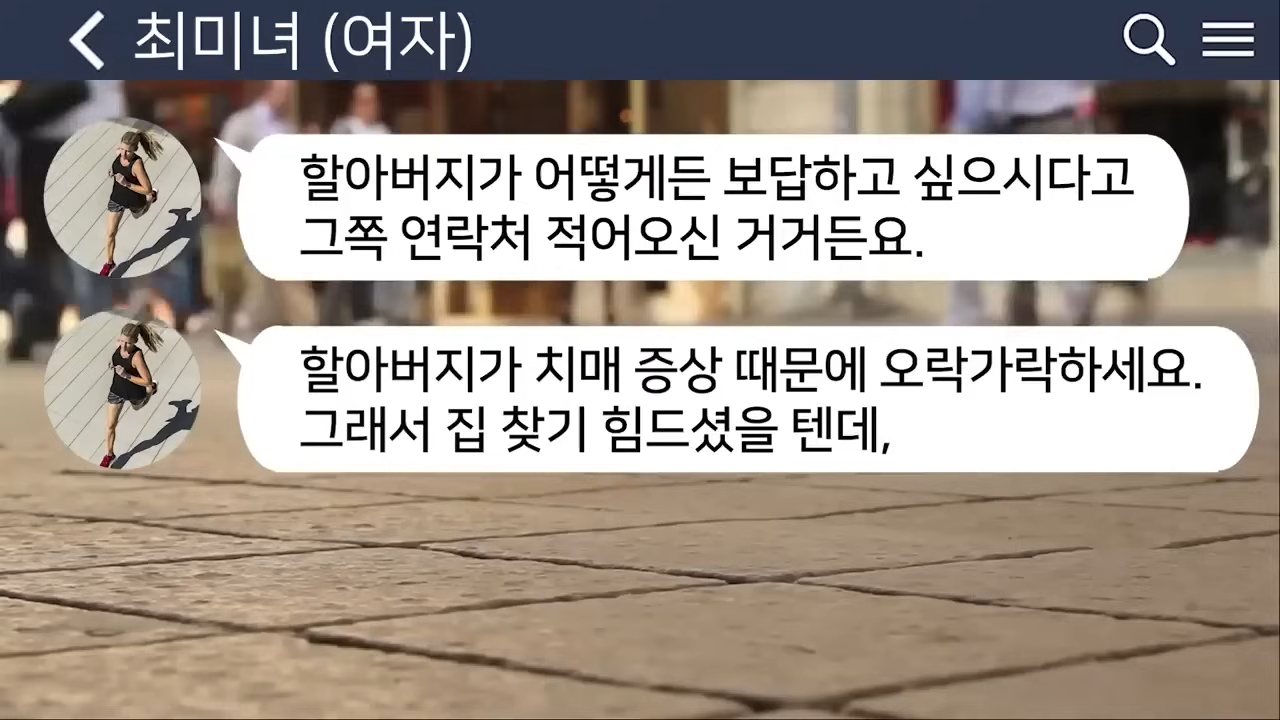 최미녀 (여자)
할아버지가 어떻게든 보답하고 싶으시다고
그쪽 연락처 적어오신 거거든요.
할아버지가 치매 증상 때문에 오락가락하세요.
그래서 집 찾기 힘드셨을 텐데,